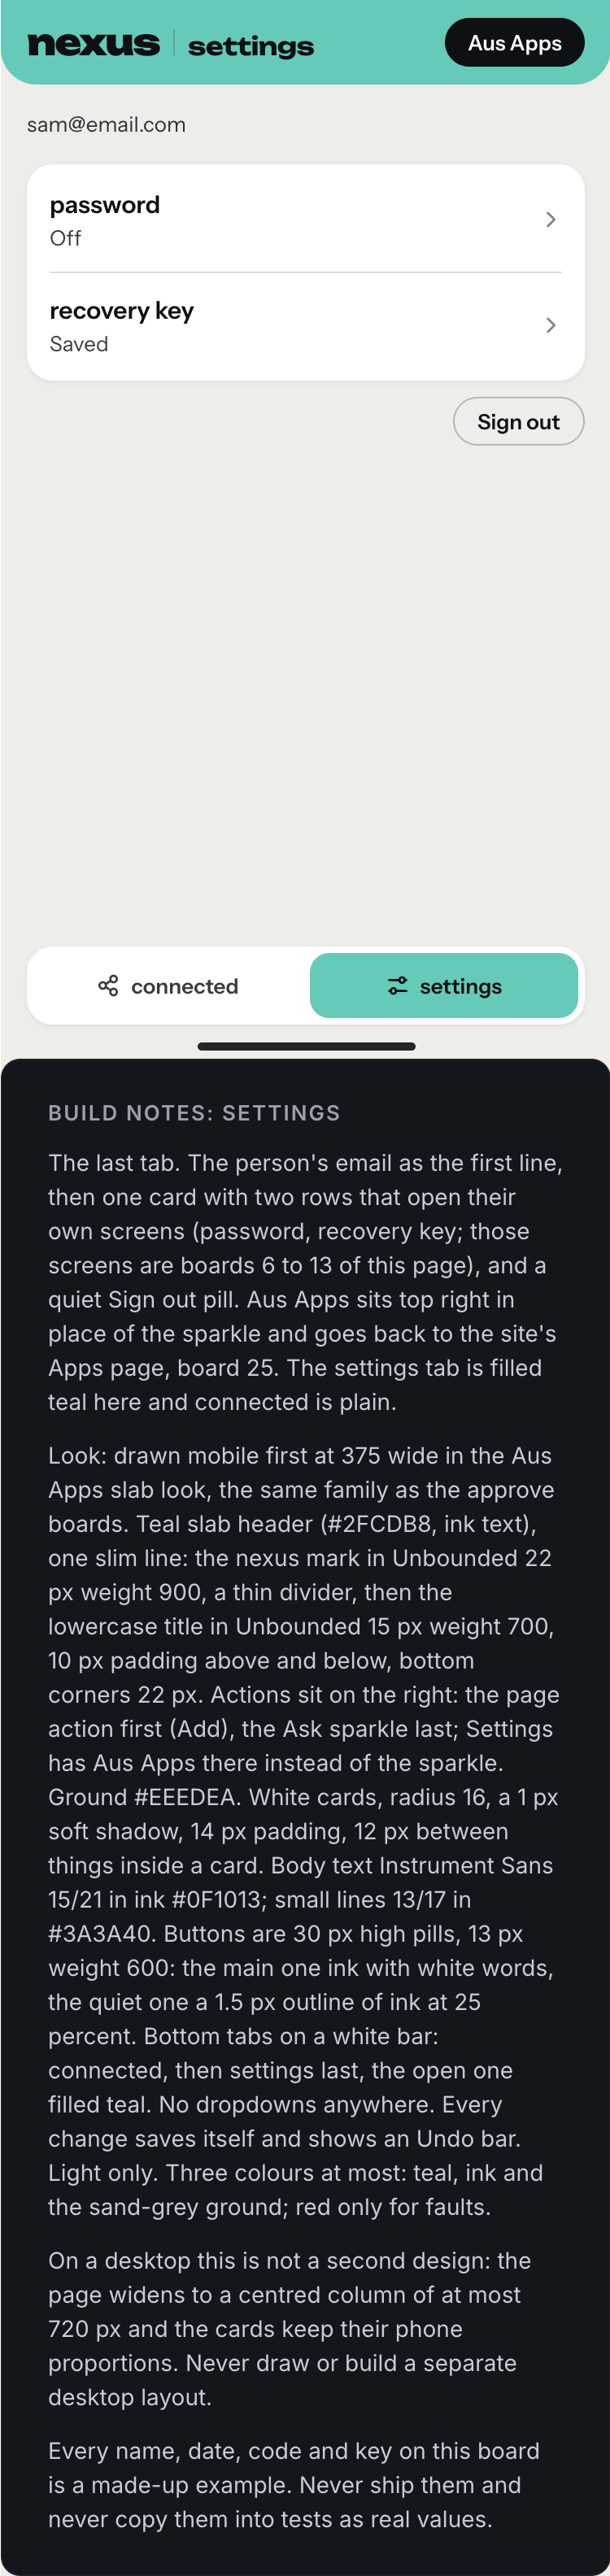 nexus settings Aus Apps
sam@email.com
password
Off
recovery key
Saved
Sign out
connected settings
BUILD NOTES: SETTINGS
The last tab. The person's email as the first line,
then one card with two rows that open their
own screens (password, recovery key; those
screens are boards 6 to 13 of this page), and a
quiet Sign out pill. Aus Apps sits top right in
place of the sparkle and goes back to the site's
Apps page, board 25. The settings tab is filled
teal here and connected is plain.
Look: drawn mobile first at 375 wide in the Aus
Apps slab look, the same family as the approve
boards. Teal slab header (#2FCDB8, ink text),
one slim line: the nexus mark in Unbounded 22
px weight 900, a thin divider, then the
lowercase title in Unbounded 15 px weight 700,
10 px padding above and below, bottom
corners 22 px. Actions sit on the right: the page
action first (Add), the Ask sparkle last; Settings
has Aus Apps there instead of the sparkle.
Ground #EEEDEA. White cards, radius 16, a 1 px
soft shadow, 14 px padding, 12 px between
things inside a card. Body text Instrument Sans
15/21 in ink #0F1013; small lines 13/17 in
#3A3A40. Buttons are 30 px high pills, 13 px
weight 600: the main one ink with white words,
the quiet one a 1.5 px outline of ink at 25
percent. Bottom tabs on a white bar:
connected, then settings last, the open one
filled teal. No dropdowns anywhere. Every
change saves itself and shows an Undo bar.
Light only. Three colours at most: teal, ink and
the sand-grey ground; red only for faults.
On a desktop this is not a second design: the
page widens to a centred column of at most
720 px and the cards keep their phone
proportions. Never draw or build a separate
desktop layout.
Every name, date, code and key on this board
is a made-up example. Never ship them and
never copy them into tests as real values.